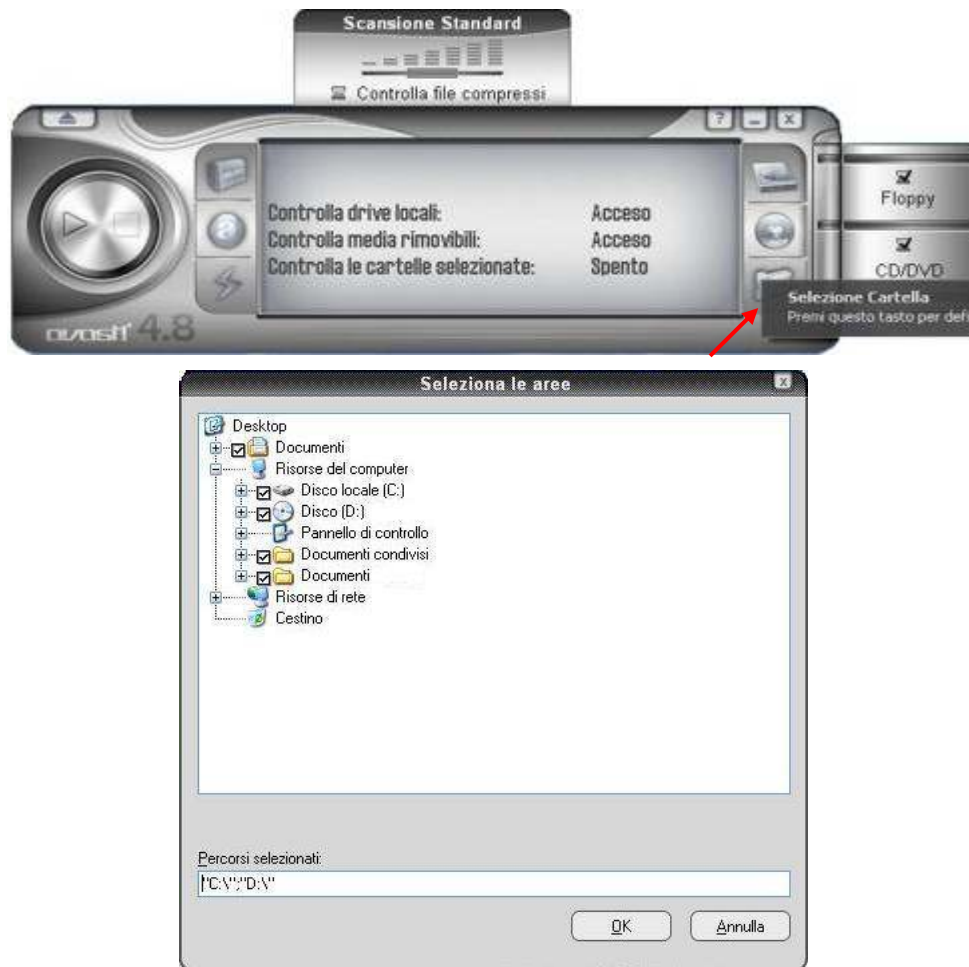 Scansione Standard
Controlla file compressi
? _ x
Controlla drive locali: Acceso
Controlla media rimovibili: Acceso
Controlla le cartelle selezionate: Spento
Floppy
CD/DVD
Selezione Cartella
Premi questo tasto per def
avast! 4.8
Seleziona le aree
x
Desktop
Documenti
Risorse del computer
Disco locale (C:)
Disco (D:)
Pannello di controllo
Documenti condivisi
Documenti
Risorse di rete
Cestino
Percorsi selezionati:
"C:\";"D:\"
OK Annulla